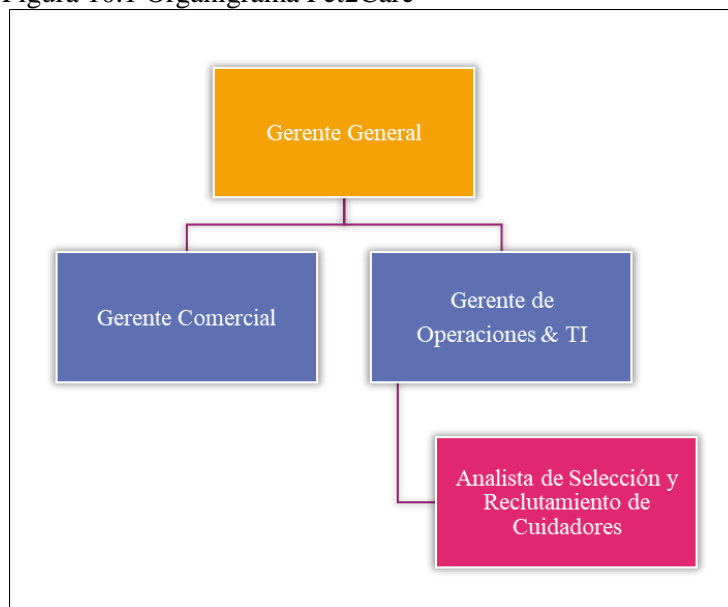 Figura 10.1 Organigrama Pet2Care
Gerente General
Gerente Comercial
Gerente de
Operaciones & TI
Analista de Selección y
Reclutamiento de
Cuidadores